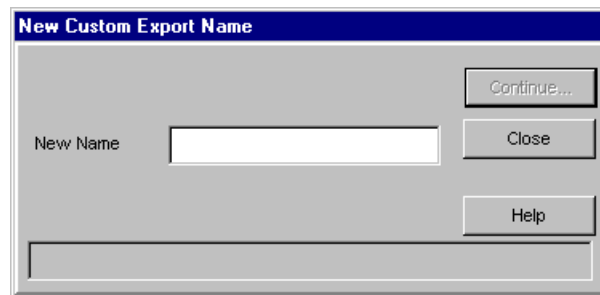 New Custom Export Name
Continue...
New Name
Close
Help